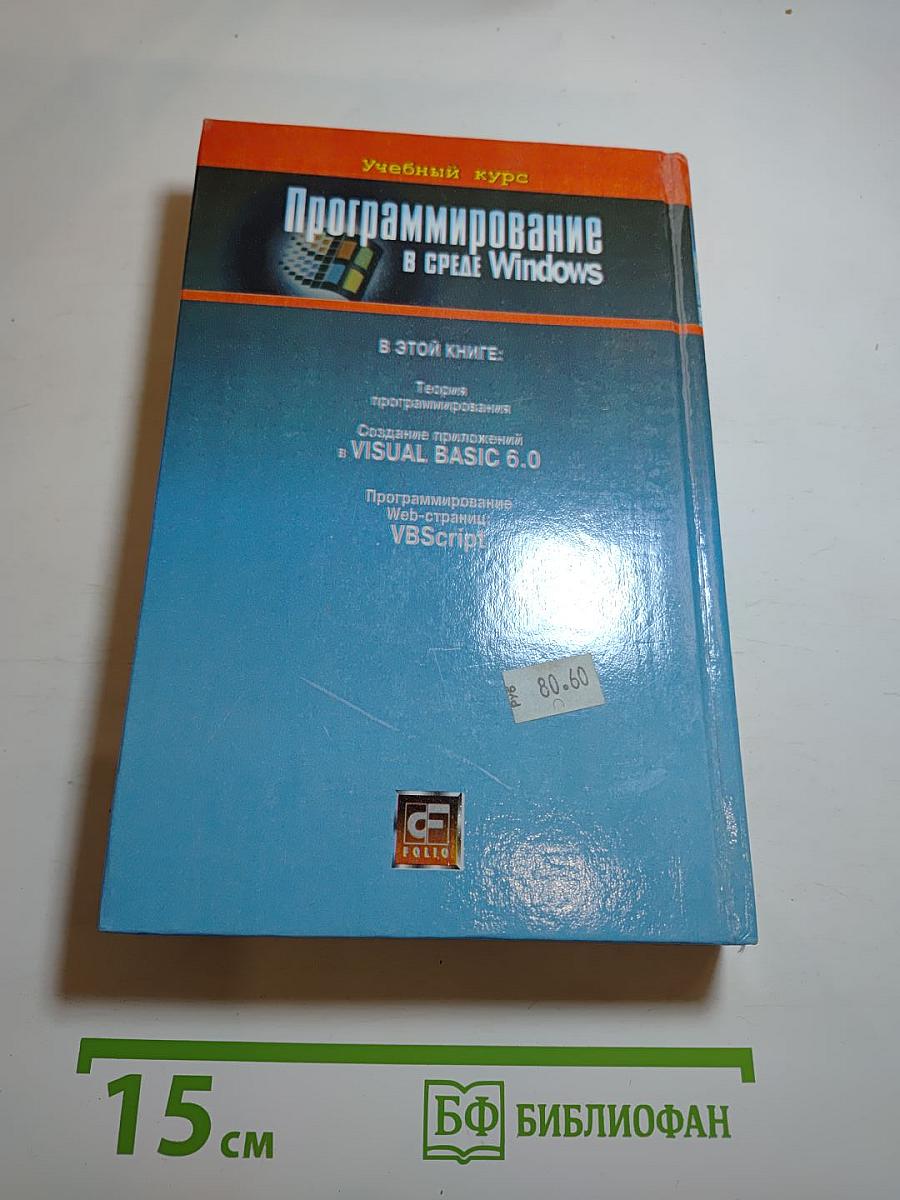 Учебный курс
Программирование
в среде Windows
В ЭТОЙ КНИГЕ:
Теория
программирования
Создание приложений
в VISUAL BASIC 6.0
Программирование
Web-страниц
VBScript
РУБ 80.60
CF
FOLIO
15 см
БФ БИБЛИОФАН